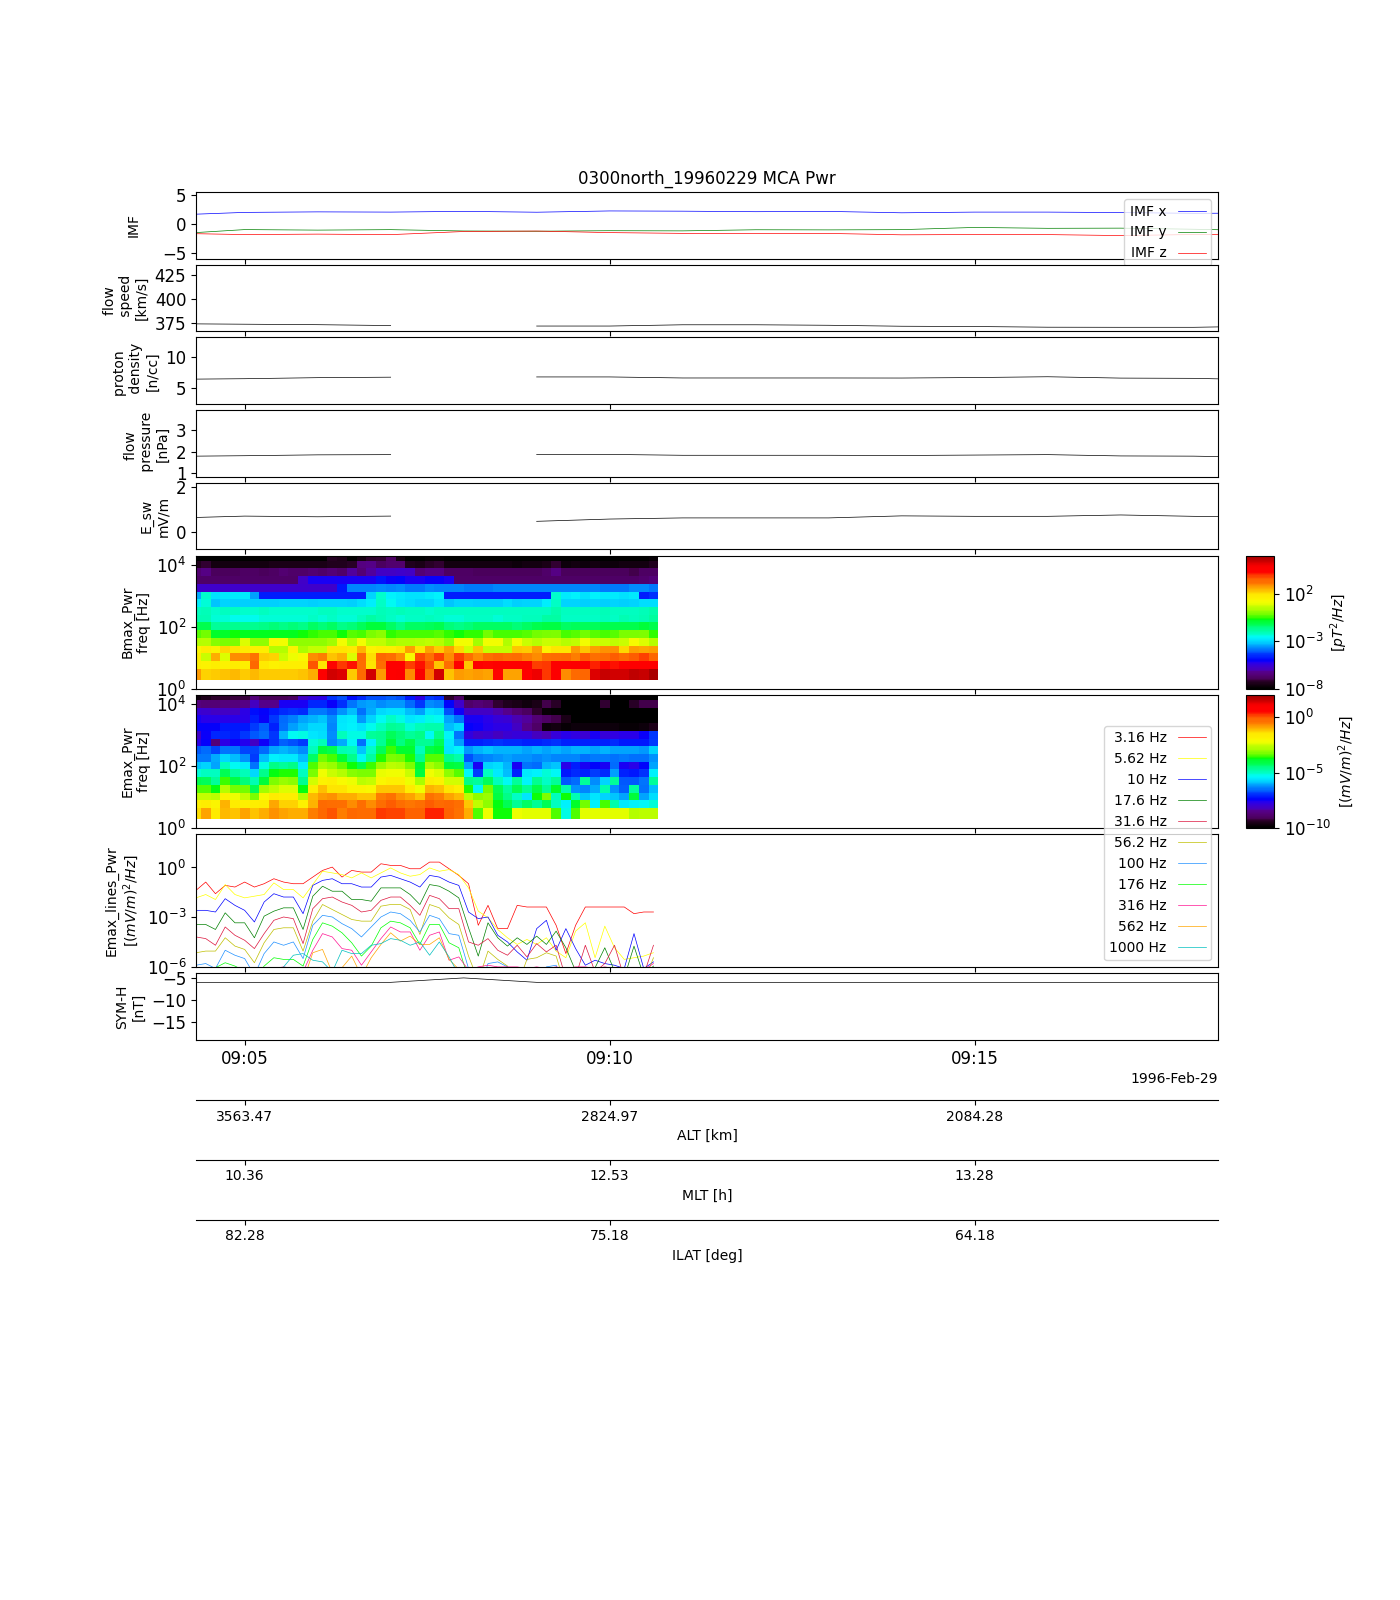 0300north_19960229 MCA Pwr
IMF
5
0
−5
IMF x
IMF y
IMF z
flow
speed
[km/s]
425
400
375
proton
density
[n/cc]
10
5
flow
pressure
[nPa]
3
2
1
E_sw
mV/m
2
0
Bmax_Pwr
freq [Hz]
10^4
10^2
10^0
10^2
10^−3
10^−8
[pT^2/Hz]
Emax_Pwr
freq [Hz]
10^4
10^2
10^0
10^0
10^−5
10^−10
[(mV/m)^2/Hz]
3.16 Hz
5.62 Hz
10 Hz
17.6 Hz
31.6 Hz
56.2 Hz
100 Hz
176 Hz
316 Hz
562 Hz
1000 Hz
Emax_lines_Pwr
[(mV/m)^2/Hz]
10^0
10^−3
10^−6
SYM-H
[nT]
−5
−10
−15
09:05 09:10 09:15
1996-Feb-29
3563.47 2824.97 2084.28
ALT [km]
10.36 12.53 13.28
MLT [h]
82.28 75.18 64.18
ILAT [deg]